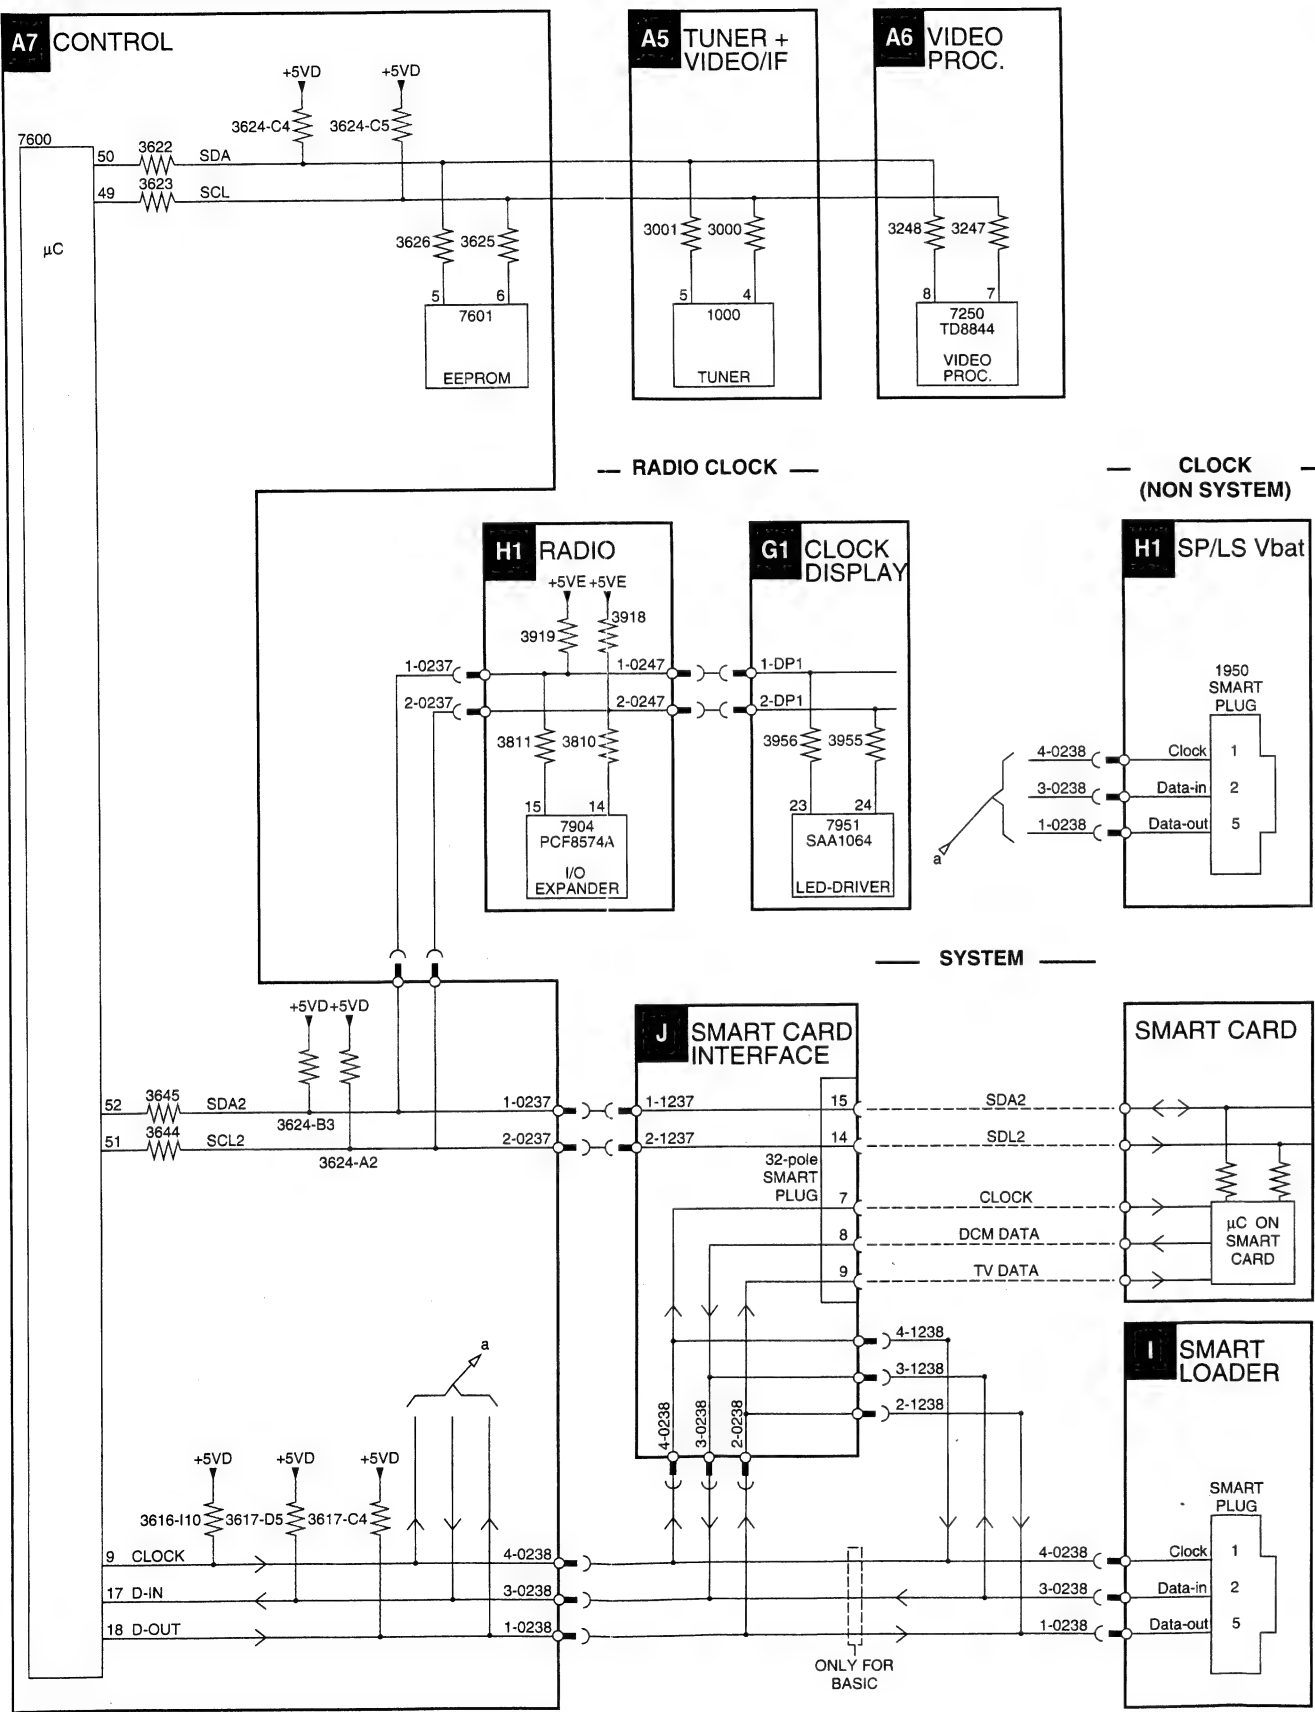 A7 CONTROL
+5VD
+5VD
3624-C4
3624-C5
7600
50
3622
SDA
49
3623
SCL
µC
3626
3625
5
6
7601
EEPROM
A5 TUNER +
VIDEO/IF
3001
3000
5
4
1000
TUNER
A6 VIDEO
PROC.
3248
3247
8
7
7250
TD8844
VIDEO
PROC.
RADIO CLOCK
H1 RADIO
+5VE +5VE
3918
3919
1-0237
1-0247
2-0237
2-0247
3811
3810
15
14
7904
PCF8574A
I/O
EXPANDER
G1 CLOCK
DISPLAY
1-DP1
2-DP1
3956
3955
23
24
7951
SAA1064
LED-DRIVER
CLOCK
(NON SYSTEM)
H1 SP/LS Vbat
1950
SMART
PLUG
4-0238
Clock
1
3-0238
Data-in
2
1-0238
Data-out
5
a
SYSTEM
+5VD +5VD
52
3645
SDA2
3624-B3
1-0237
51
3644
SCL2
3624-A2
2-0237
J SMART CARD
INTERFACE
1-1237
15
2-1237
14
32-pole
SMART
PLUG
7
8
9
SDA2
SDL2
CLOCK
DCM DATA
TV DATA
SMART CARD
µC ON
SMART
CARD
4-1238
3-1238
2-1238
4-0238
3-0238
2-0238
a
+5VD
+5VD
+5VD
3616-I10
3617-D5
3617-C4
9 CLOCK
4-0238
17 D-IN
3-0238
18 D-OUT
1-0238
ONLY FOR
BASIC
I SMART
LOADER
SMART
PLUG
4-0238
Clock
1
3-0238
Data-in
2
1-0238
Data-out
5